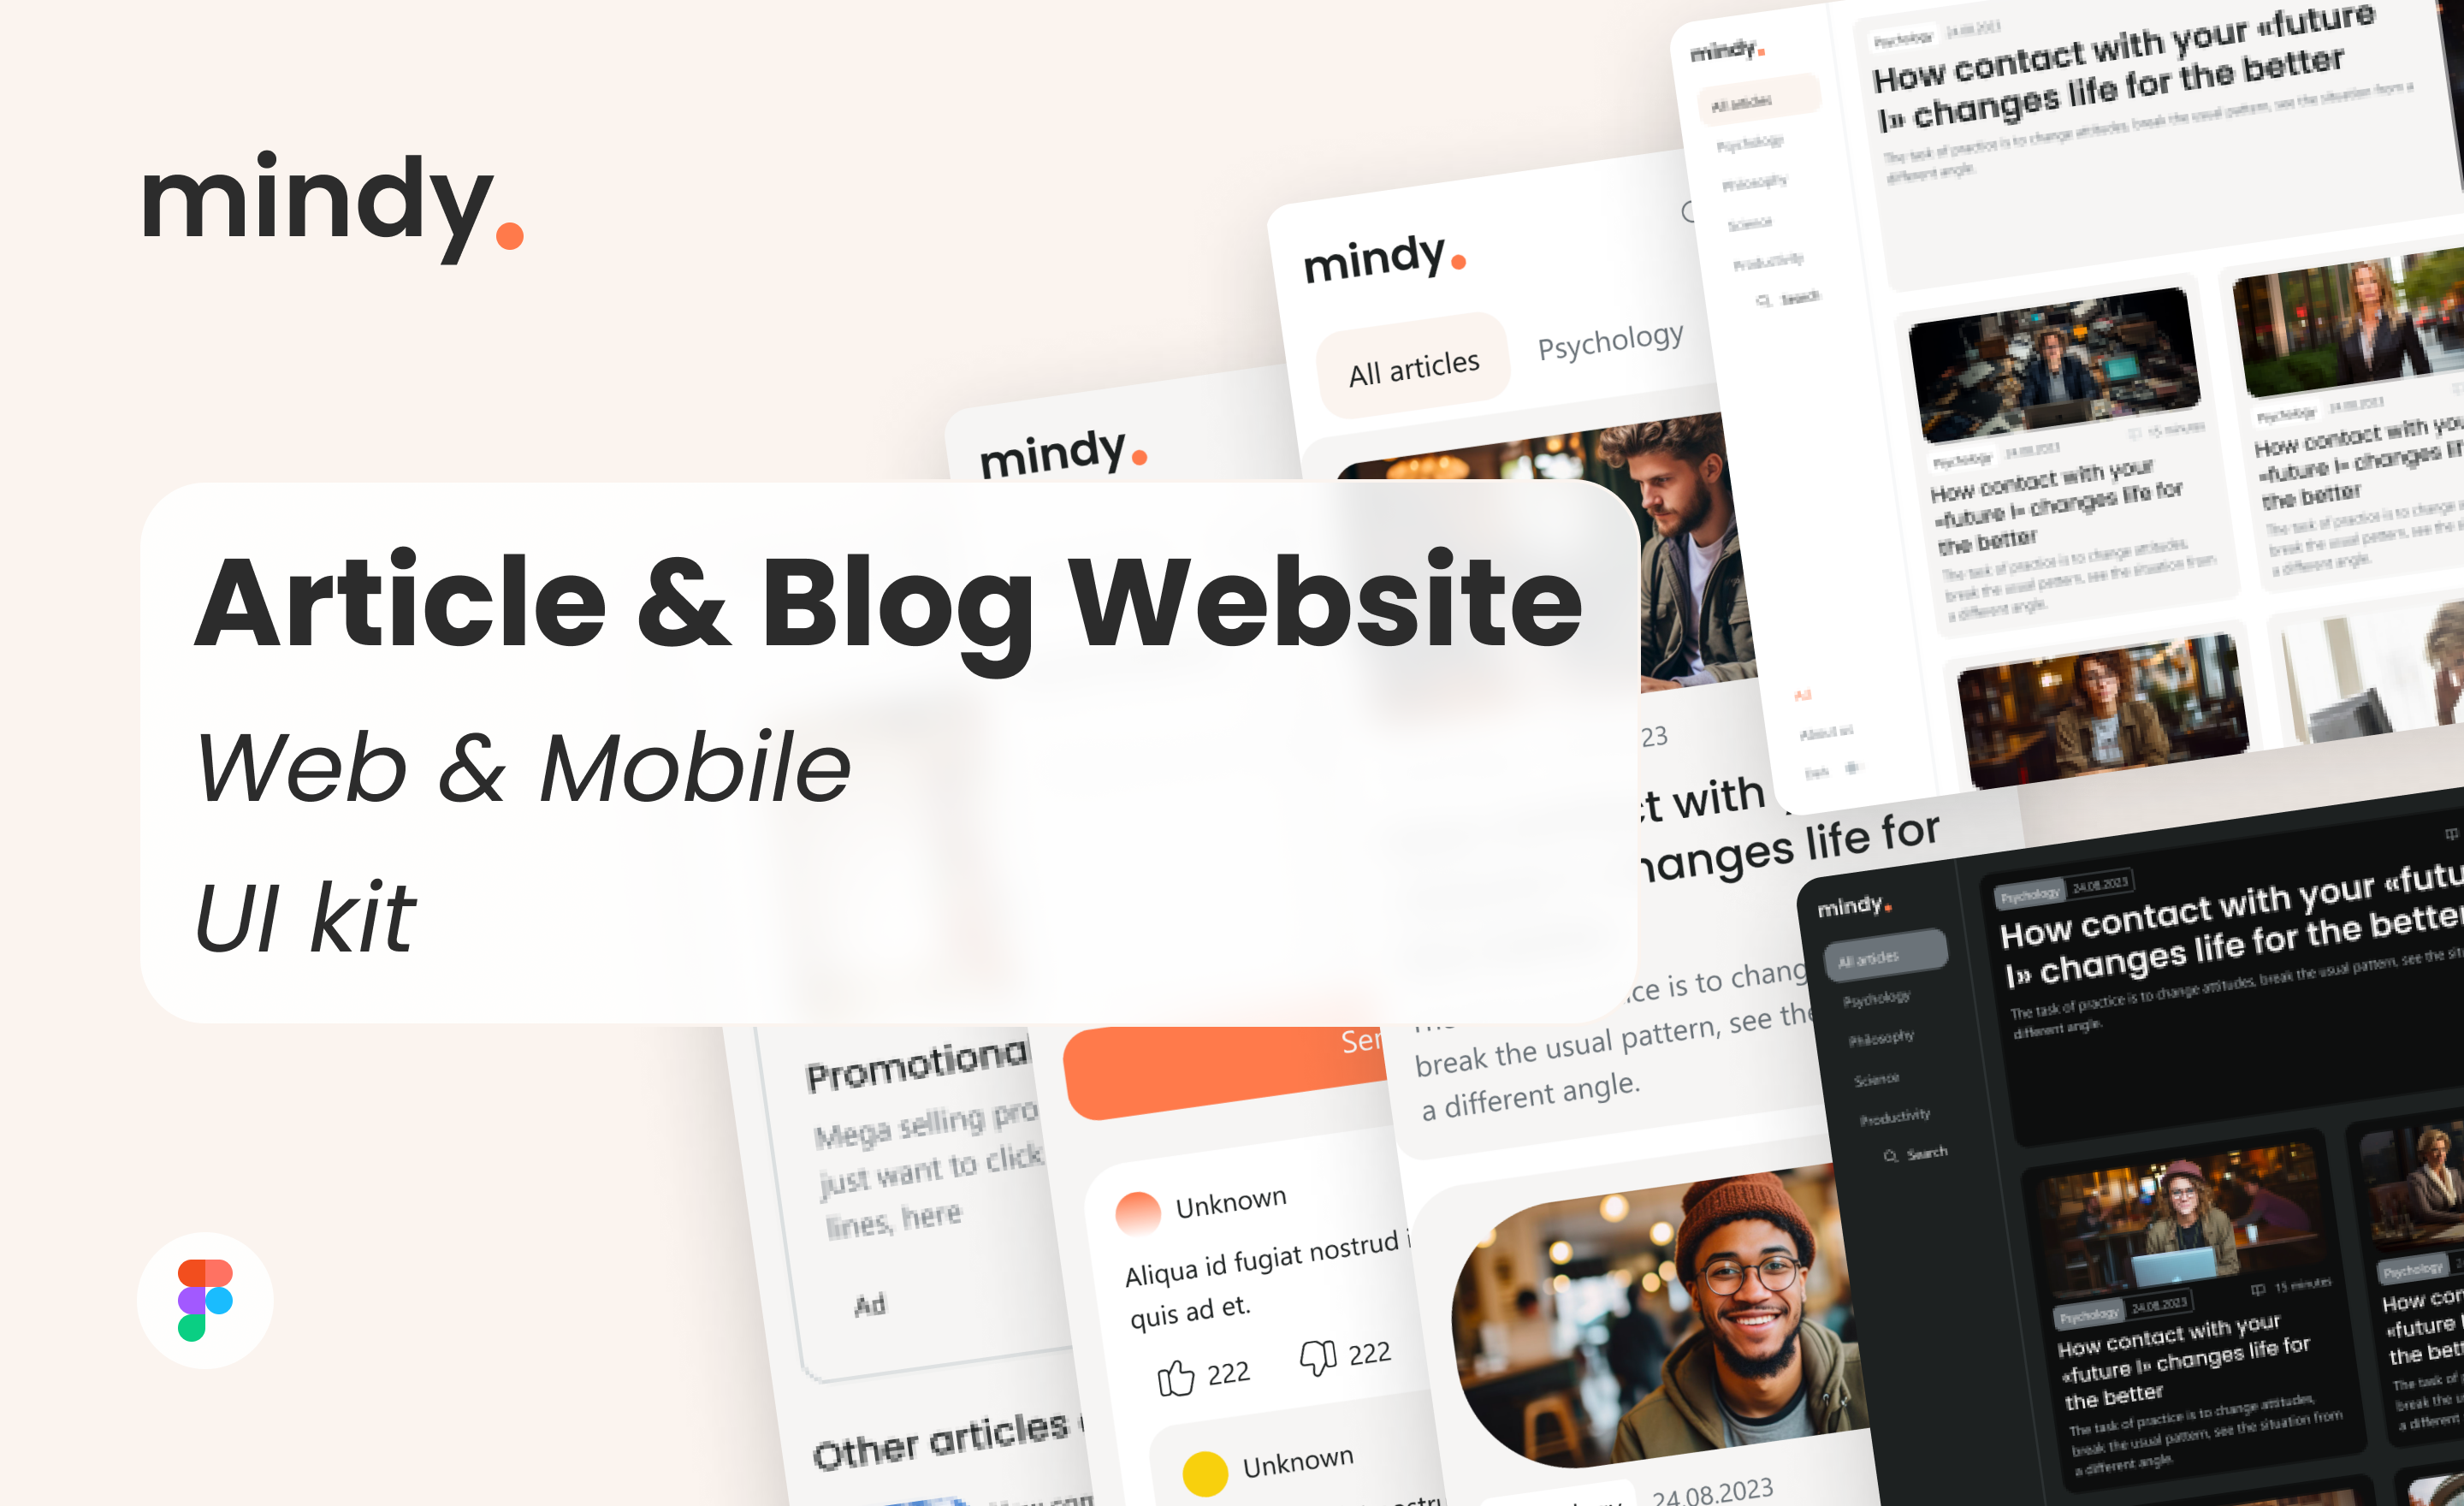 mindy.
Article & Blog Website
Web & Mobile
UI kit
mindy.
mindy.
All articles
Psychology
23
ct with
hanges life for
ce is to chang
break the usual pattern, see the
a different angle.
24.08.2023
Promotional
Mega selling pro
just want to click
lines, here
Ad
Other articles
Ser
Unknown
Aliqua id fugiat nostrud i
quis ad et.
222
222
Unknown
mindy.
All articles
Psychology
Philosophy
Science
Productivity
Search
Ad
About us
Psychology 24.08.2023
How contact with your «future
I» changes life for the better
The task of practice is to change attitudes, break the usual pattern, see the situation from a
different angle.
Psychology 24.08.2023 15 minutes
How contact with your
«future I» changes life for
the better
The task of practice is to change attitudes,
break the usual pattern, see the situation from
a different angle.
Psychology 24.08.2023
How contact with you
«future I» changes lif
the better
The task of practice is to change
break the usual pattern, see the
a different angle.
mindy.
All articles
Psychology
Philosophy
Science
Productivity
Search
Psychology 24.08.2023
How contact with your «futu
I» changes life for the better
The task of practice is to change attitudes, break the usual pattern, see the situ
different angle.
Psychology 24.08.2023 15 minutes
How contact with your
«future I» changes life for
the better
The task of practice is to change attitudes,
break the usual pattern, see the situation from
a different angle.
Psychology
How con
«future I
the bett
The task of
break the
a different